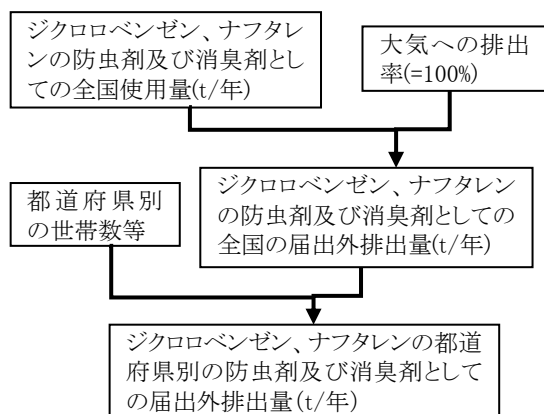 ジクロロベンゼン、ナフタレ
ンの防虫剤及び消臭剤とし
ての全国使用量(t/年)
大気への排出
率(=100%)
ジクロロベンゼン、ナフタレン
の防虫剤及び消臭剤としての
全国の届出外排出量(t/年)
都道府県別
の世帯数等
ジクロロベンゼン、ナフタレンの都道
府県別の防虫剤及び消臭剤として
の届出外排出量(t/年)